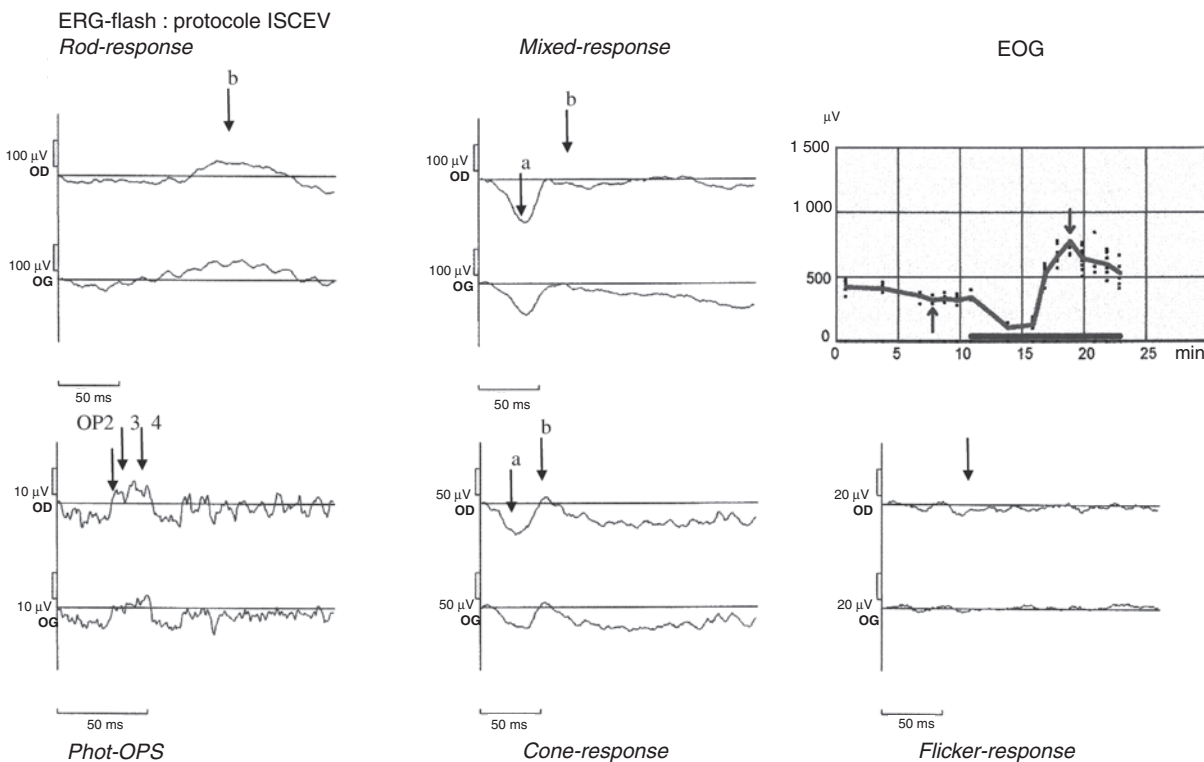 ERG-flash : protocole ISCEV
Rod-response
b
100 µV
OD
100 µV
OG
50 ms
Mixed-response
b
a
100 µV
OD
100 µV
OG
50 ms
EOG
µV
1 500
1 000
500
0
0 5 10 15 20 25 min
OP2 3 4
10 µV
OD
10 µV
OG
50 ms
Phot-OPS
b
a
50 µV
OD
50 µV
OG
50 ms
Cone-response
20 µV
OD
20 µV
OG
50 ms
Flicker-response